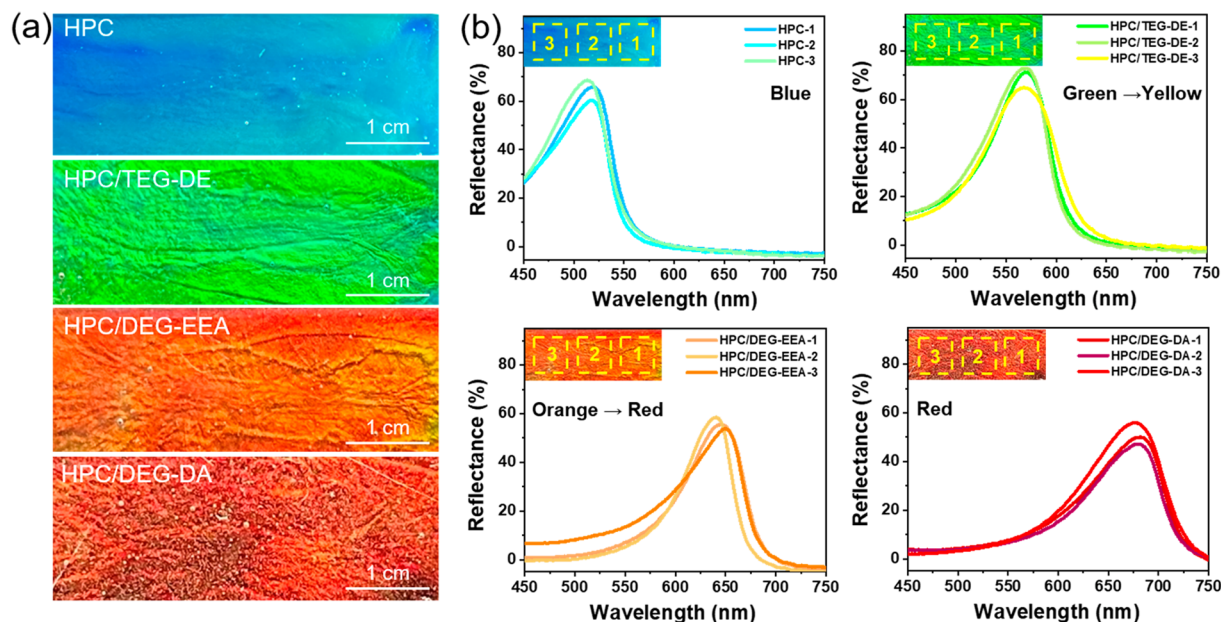 (a)
HPC
1 cm
HPC/TEG-DE
1 cm
HPC/DEG-EEA
1 cm
HPC/DEG-DA
1 cm
(b)
3 2 1
HPC-1
HPC-2
HPC-3
Blue
Reflectance (%)
80
60
40
20
0
450 500 550 600 650 700 750
Wavelength (nm)
3 2 1
HPC/TEG-DE-1
HPC/TEG-DE-2
HPC/TEG-DE-3
Green →Yellow
Reflectance (%)
80
60
40
20
0
450 500 550 600 650 700 750
Wavelength (nm)
3 2 1
HPC/DEG-EEA-1
HPC/DEG-EEA-2
HPC/DEG-EEA-3
Orange → Red
Reflectance (%)
80
60
40
20
0
450 500 550 600 650 700 750
Wavelength (nm)
3 2 1
HPC/DEG-DA-1
HPC/DEG-DA-2
HPC/DEG-DA-3
Red
Reflectance (%)
80
60
40
20
0
450 500 550 600 650 700 750
Wavelength (nm)